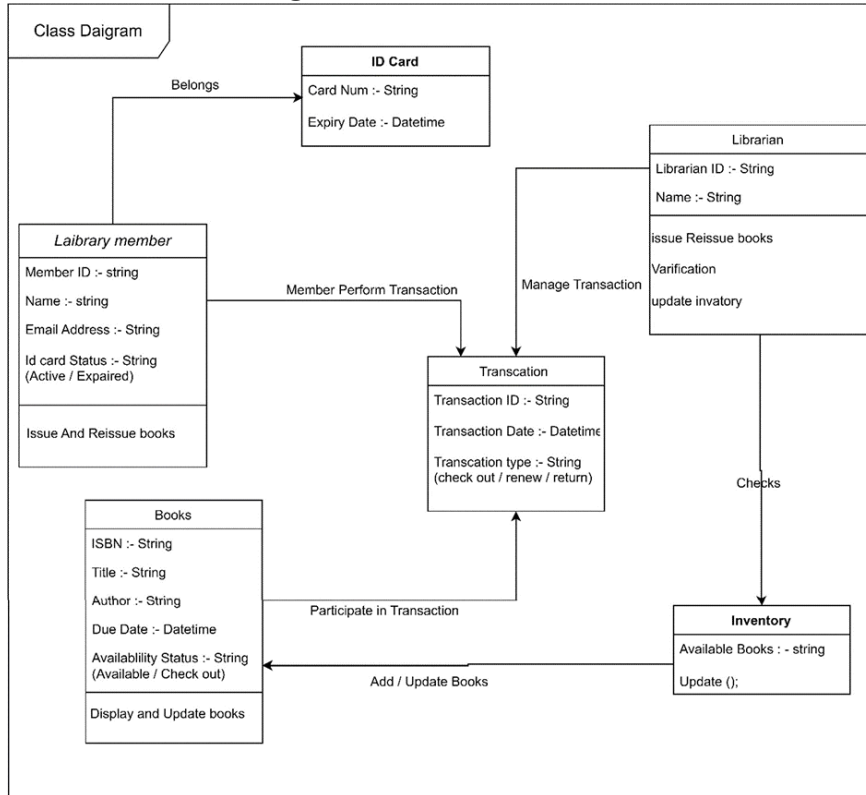 Class Daigram
ID Card
Card Num :- String
Expiry Date :- Datetime
Belongs
Librarian
Librarian ID :- String
Name :- String
issue Reissue books
Varification
update invatory
Laibrary member
Member ID :- string
Name :- string
Email Address :- String
Id card Status :- String
(Active / Expaired)
Issue And Reissue books
Member Perform Transaction
Manage Transaction
Transcation
Transaction ID :- String
Transaction Date :- Datetime
Transcation type :- String
(check out / renew / return)
Checks
Books
ISBN :- String
Title :- String
Author :- String
Due Date :- Datetime
Availablility Status :- String
(Available / Check out)
Display and Update books
Participate in Transaction
Inventory
Available Books : - string
Update ();
Add / Update Books